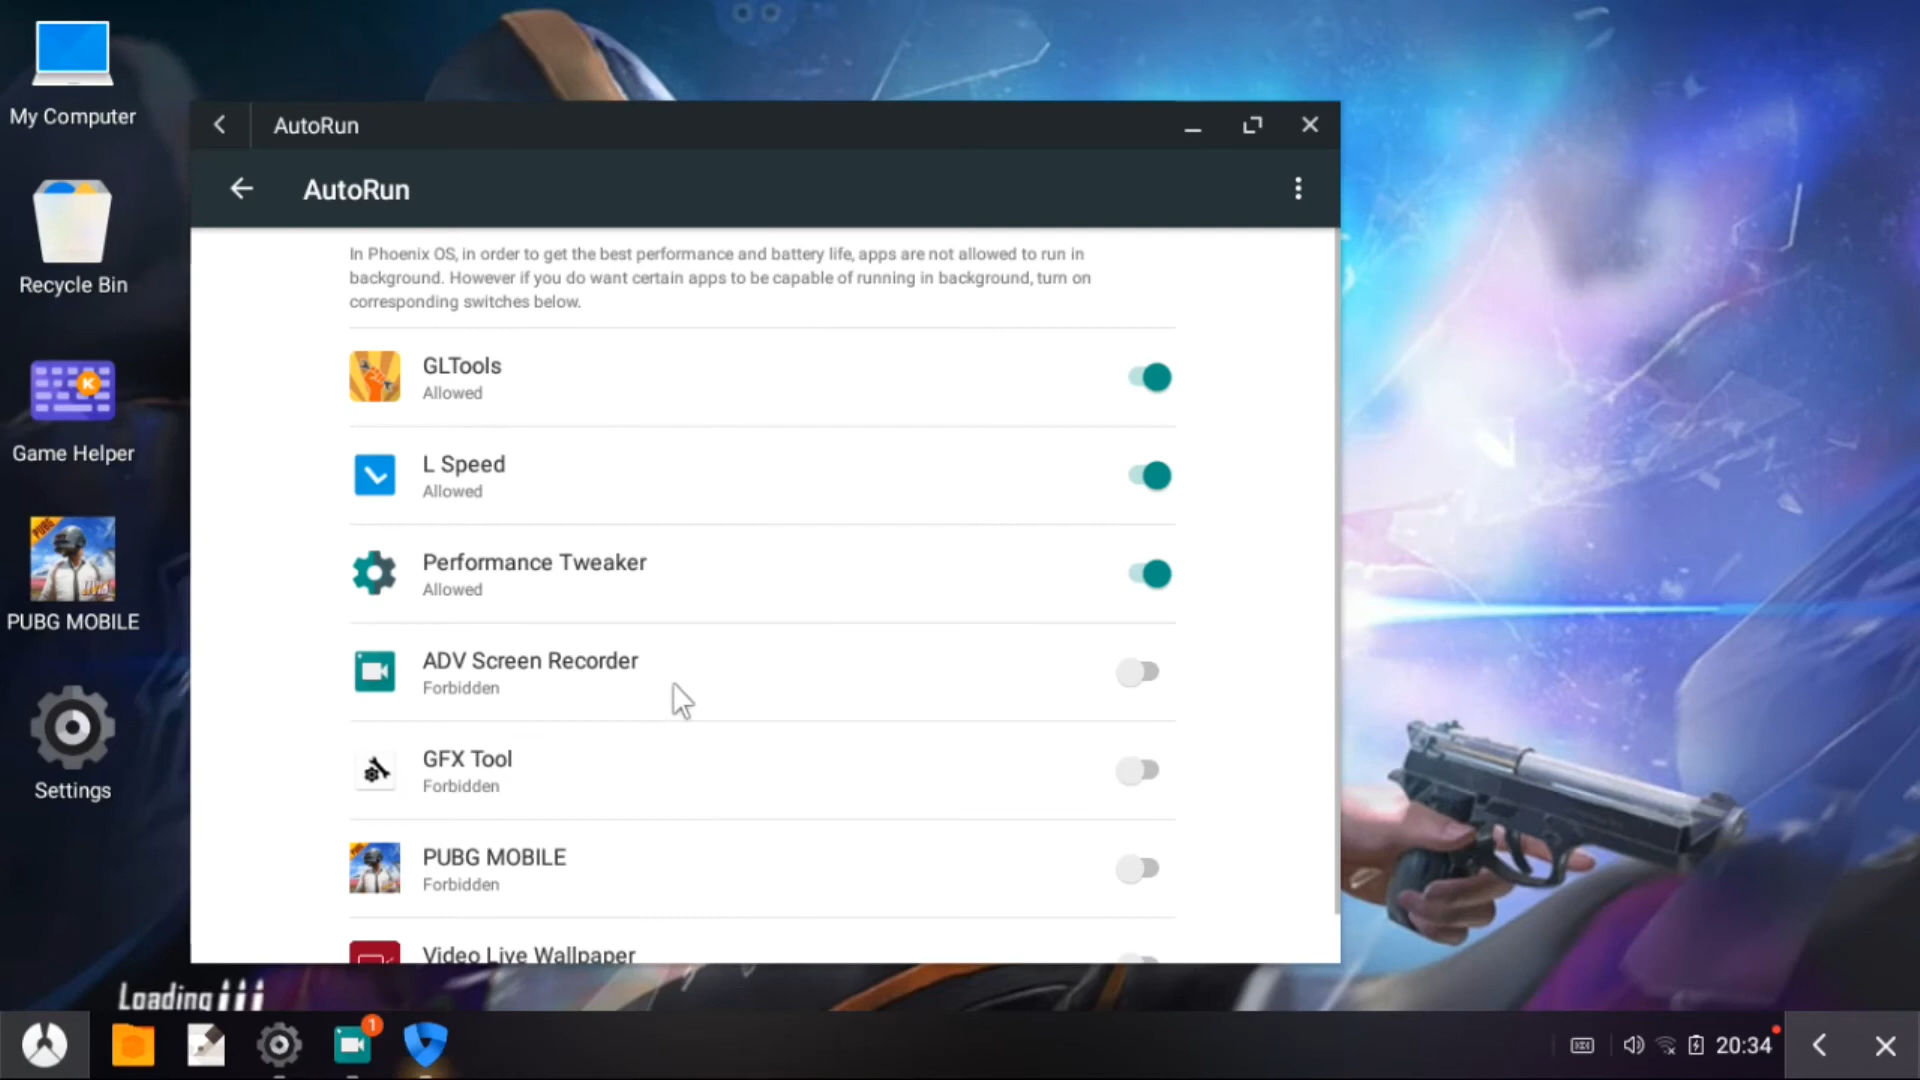 My Computer
Recycle Bin
Game Helper
PUBG MOBILE
Settings
AutoRun
AutoRun
In Phoenix OS, in order to get the best performance and battery life, apps are not allowed to run in
background. However if you do want certain apps to be capable of running in background, turn on
corresponding switches below.
GLTools
Allowed
L Speed
Allowed
Performance Tweaker
Allowed
ADV Screen Recorder
Forbidden
GFX Tool
Forbidden
PUBG MOBILE
Forbidden
Video Live Wallpaper
Loading
1
20:34